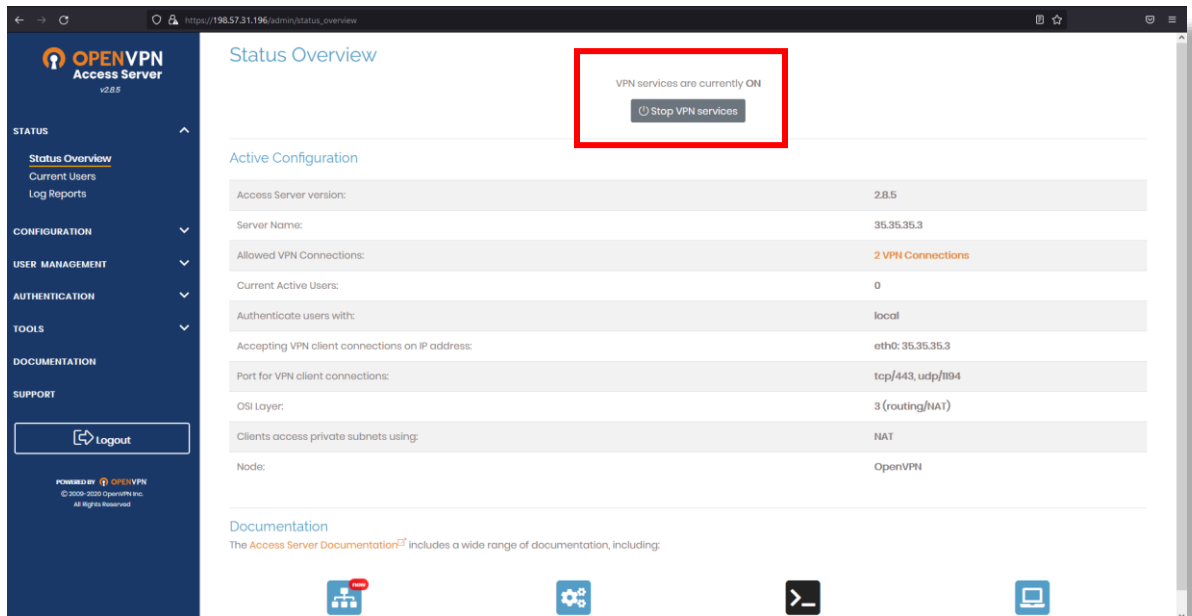 https://198.57.31.196/admin/status_overview
OPENVPN
Access Server
v2.8.5
STATUS
Status Overview
Current Users
Log Reports
CONFIGURATION
USER MANAGEMENT
AUTHENTICATION
TOOLS
DOCUMENTATION
SUPPORT
Logout
POWERED BY OPENVPN
© 2009-2020 OpenVPN Inc.
All Rights Reserved
Status Overview
VPN services are currently ON
Stop VPN services
Active Configuration
Access Server version: 2.8.5
Server Name: 35.35.35.3
Allowed VPN Connections: 2 VPN Connections
Current Active Users: 0
Authenticate users with: local
Accepting VPN client connections on IP address: eth0: 35.35.35.3
Port for VPN client connections: tcp/443, udp/1194
OSI Layer: 3 (routing/NAT)
Clients access private subnets using: NAT
Node: OpenVPN
Documentation
The Access Server Documentation includes a wide range of documentation, including:
new